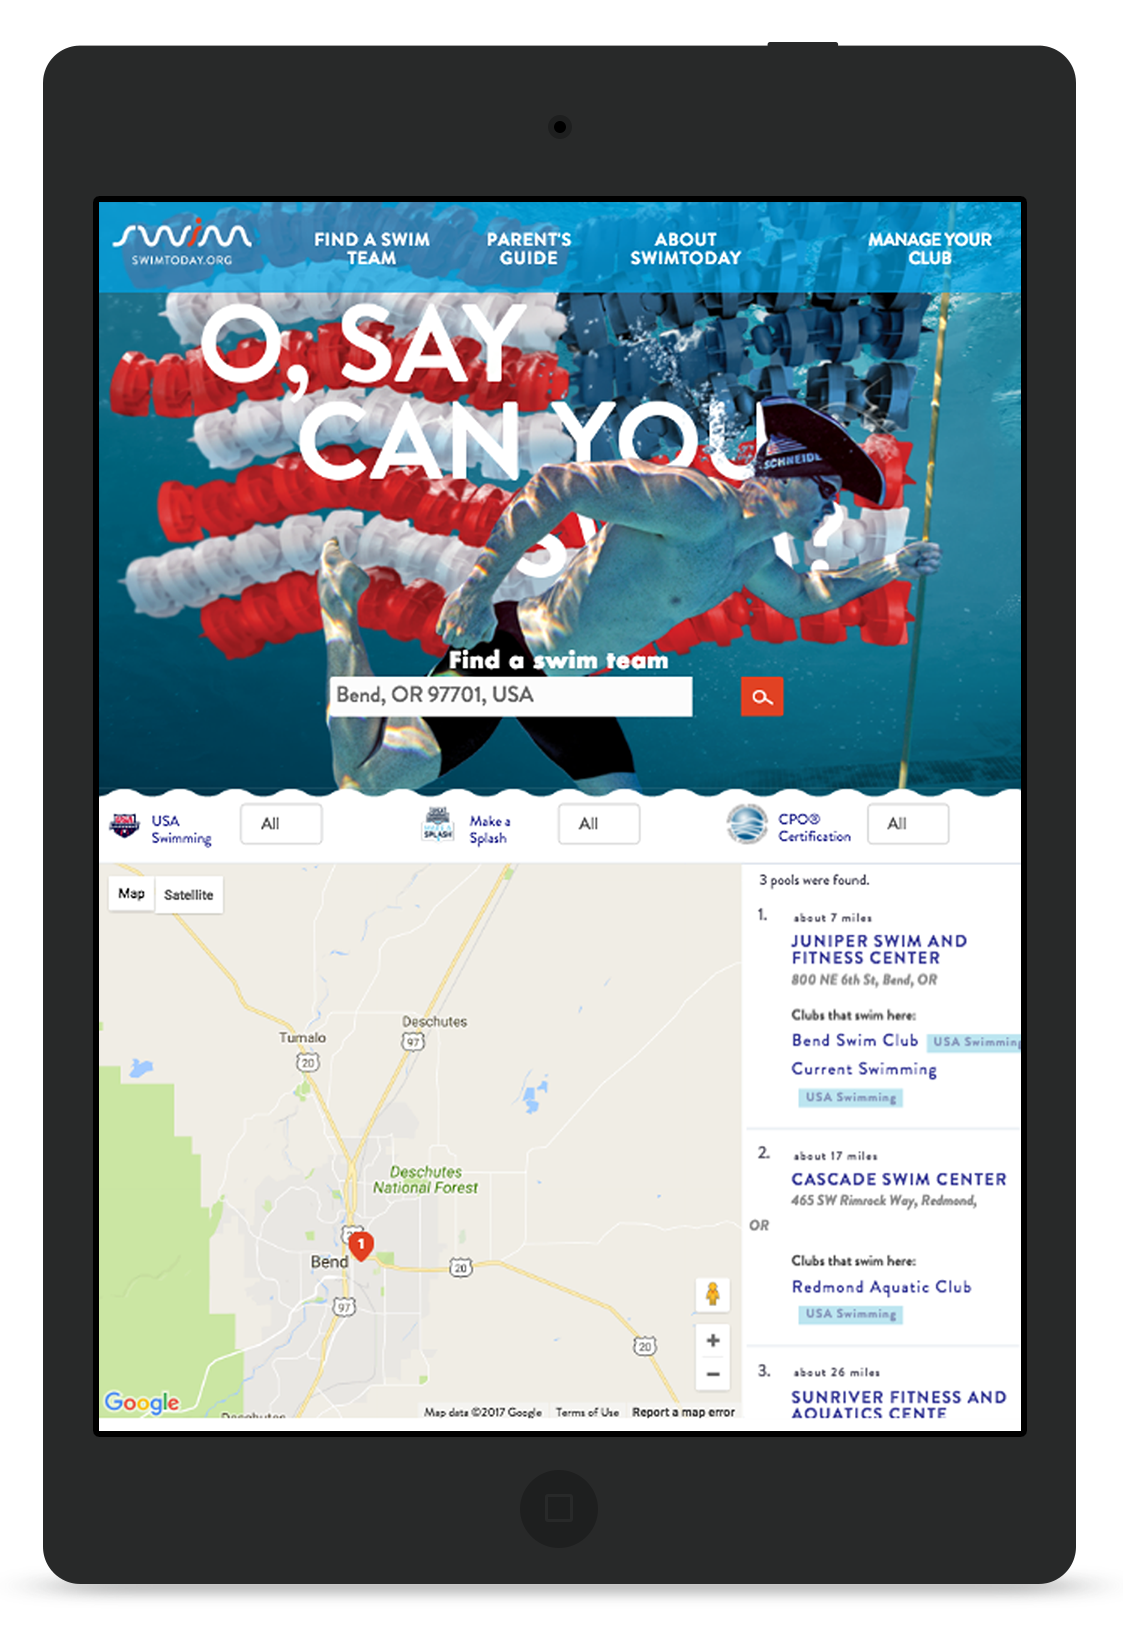 swim
SWIMTODAY.ORG
FIND A SWIM
TEAM
PARENT'S
GUIDE
ABOUT
SWIMTODAY
MANAGE YOUR
CLUB
O, SAY
CAN YOU
?
SCHNEIDE
Find a swim team
Bend, OR 97701, USA
USA
Swimming
All
Make a
Splash
All
CPO®
Certification
All
Map
Satellite
Tumalo
20
Deschutes
97
Deschutes
National Forest
Bend
1
20
97
20
+
−
Google
Deschutes
Map data ©2017 Google
Terms of Use
Report a map error
3 pools were found.
1.
about 7 miles
JUNIPER SWIM AND
FITNESS CENTER
800 NE 6th St, Bend, OR
Clubs that swim here:
Bend Swim Club USA Swimming
Current Swimming
USA Swimming
2.
about 17 miles
CASCADE SWIM CENTER
465 SW Rimrock Way, Redmond,
OR
Clubs that swim here:
Redmond Aquatic Club
USA Swimming
3.
about 26 miles
SUNRIVER FITNESS AND
AQUATICS CENTE